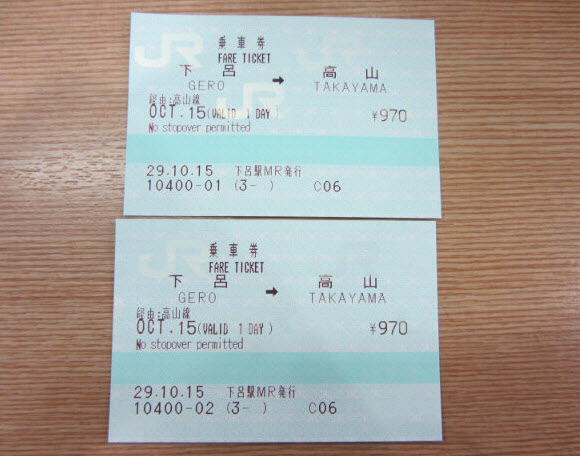 JR
乗車券
FARE TICKET
下呂 ➡ 高山
GERO TAKAYAMA
経由:高山線
OCT.15(VALID 1 DAY) ¥970
No stopover permitted
29.10.15 下呂駅MR発行
10400-01 (3- ) C06
JR
乗車券
FARE TICKET
下呂 ➡ 高山
GERO TAKAYAMA
経由:高山線
OCT.15(VALID 1 DAY) ¥970
No stopover permitted
29.10.15 下呂駅MR発行
10400-02 (3- ) C06